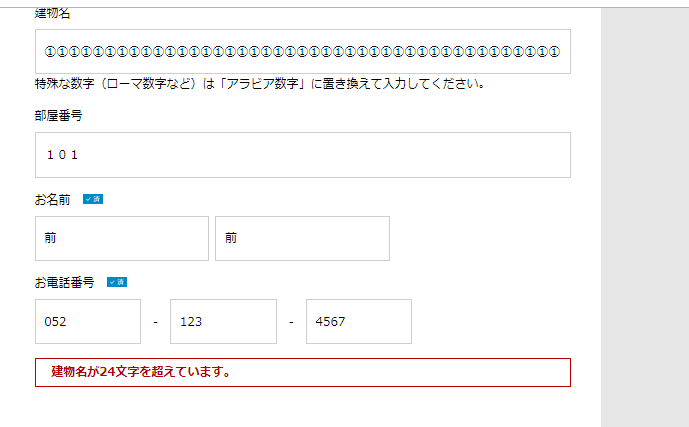 建物名
①①①①①①①①①①①①①①①①①①①①①①①①①①①①①①①①①①①①①①①①①①①
特殊な数字（ローマ数字など）は「アラビア数字」に置き換えて入力してください。
部屋番号
１０１
お名前 ✓ 済
前 前
お電話番号 ✓ 済
052 - 123 - 4567
建物名が24文字を超えています。